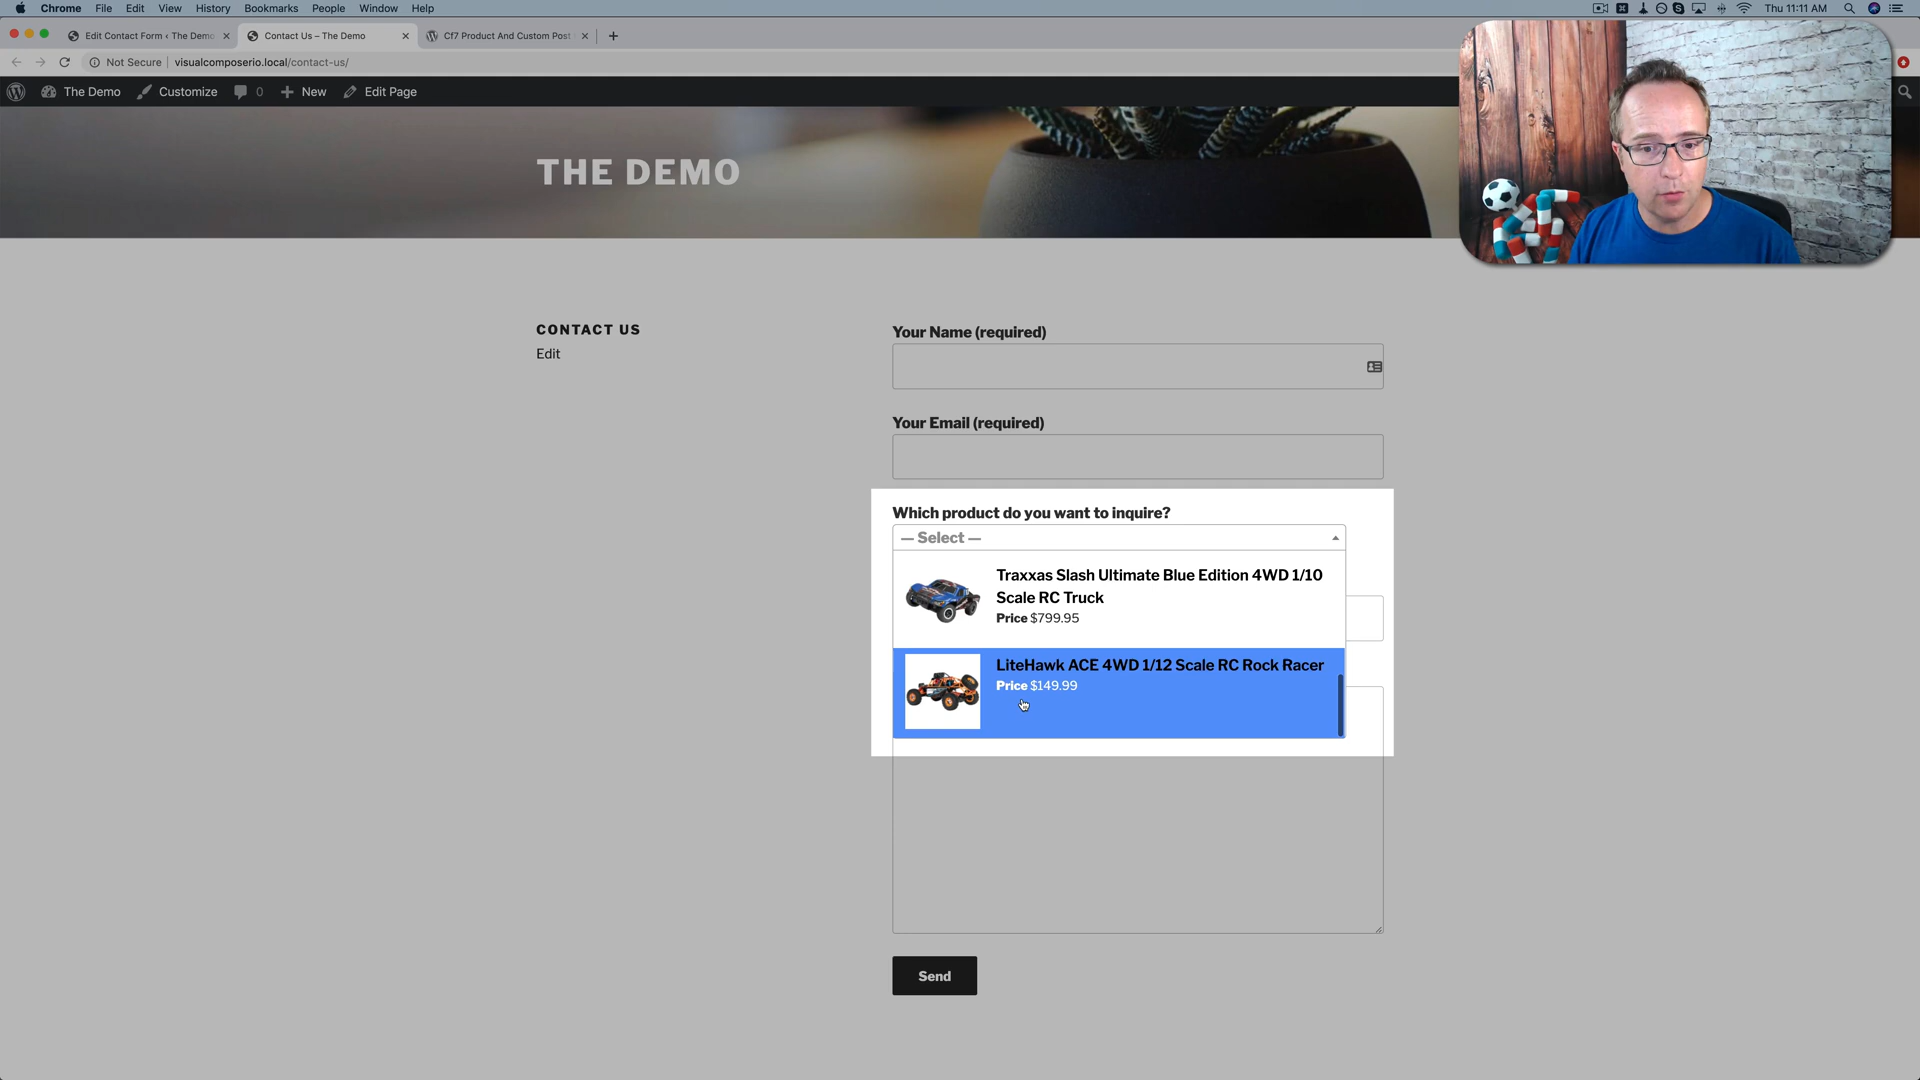 Chrome File Edit View History Bookmarks People Window Help Thu 11:11 AM
Edit Contact Form ‹ The Demo Contact Us – The Demo Cf7 Product And Custom Post
Not Secure visualcomposerio.local/contact-us/
The Demo Customize 0 New Edit Page
THE DEMO
CONTACT US
Edit
Your Name (required)
Your Email (required)
Which product do you want to inquire?
— Select —
Traxxas Slash Ultimate Blue Edition 4WD 1/10
Scale RC Truck
Price $799.95
LiteHawk ACE 4WD 1/12 Scale RC Rock Racer
Price $149.99
Send